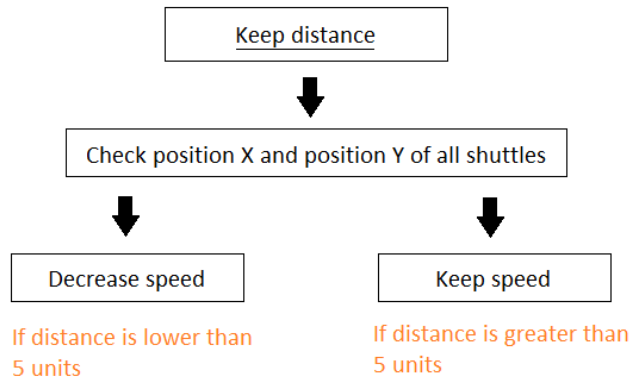 Keep distance
Check position X and position Y of all shuttles
Decrease speed
Keep speed
If distance is lower than
5 units
If distance is greater than
5 units